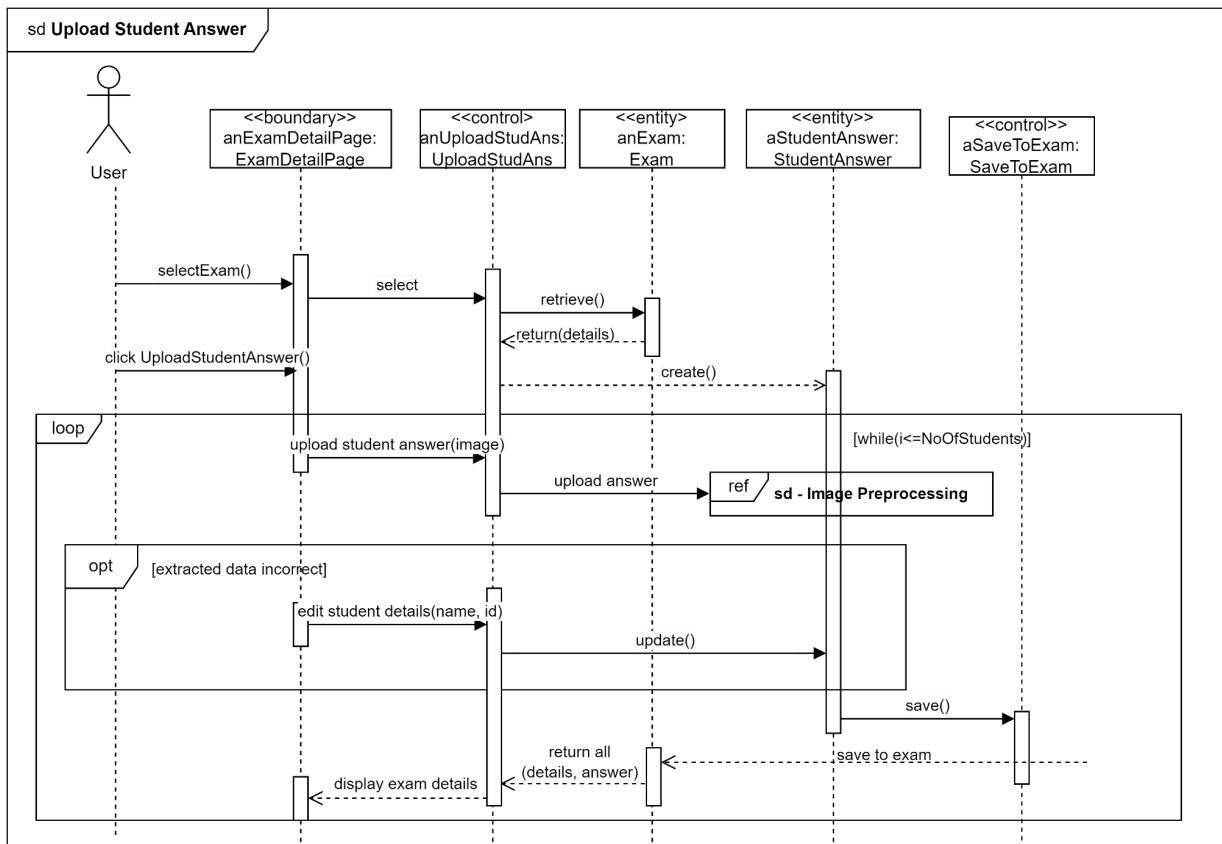 sd Upload Student Answer
User
<<boundary>>
anExamDetailPage:
ExamDetailPage
<<control>
anUploadStudAns:
UploadStudAns
<<entity>
anExam:
Exam
<<entity>>
aStudentAnswer:
StudentAnswer
<<control>>
aSaveToExam:
SaveToExam
selectExam()
select
retrieve()
return(details)
click UploadStudentAnswer()
create()
loop
[while(i<=NoOfStudents)]
upload student answer(image)
upload answer
ref
sd - Image Preprocessing
opt
[extracted data incorrect]
edit student details(name, id)
update()
save()
save to exam
return all
(details, answer)
display exam details